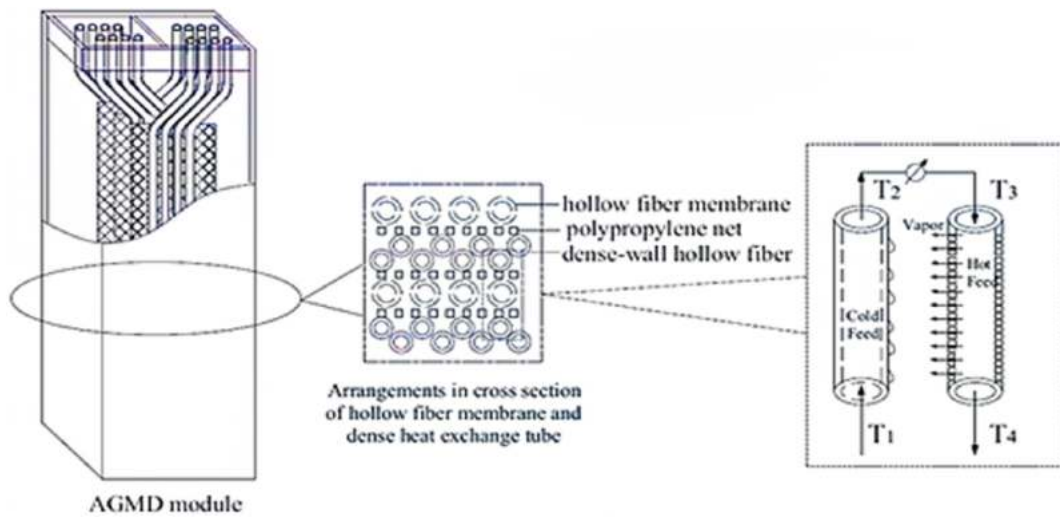 AGMD module
hollow fiber membrane
polypropylene net
dense-wall hollow fiber
Arrangements in cross section
of hollow fiber membrane and
dense heat exchange tube
T2
T3
Vapor
Hot
Feed
Cold
Feed
T1
T4